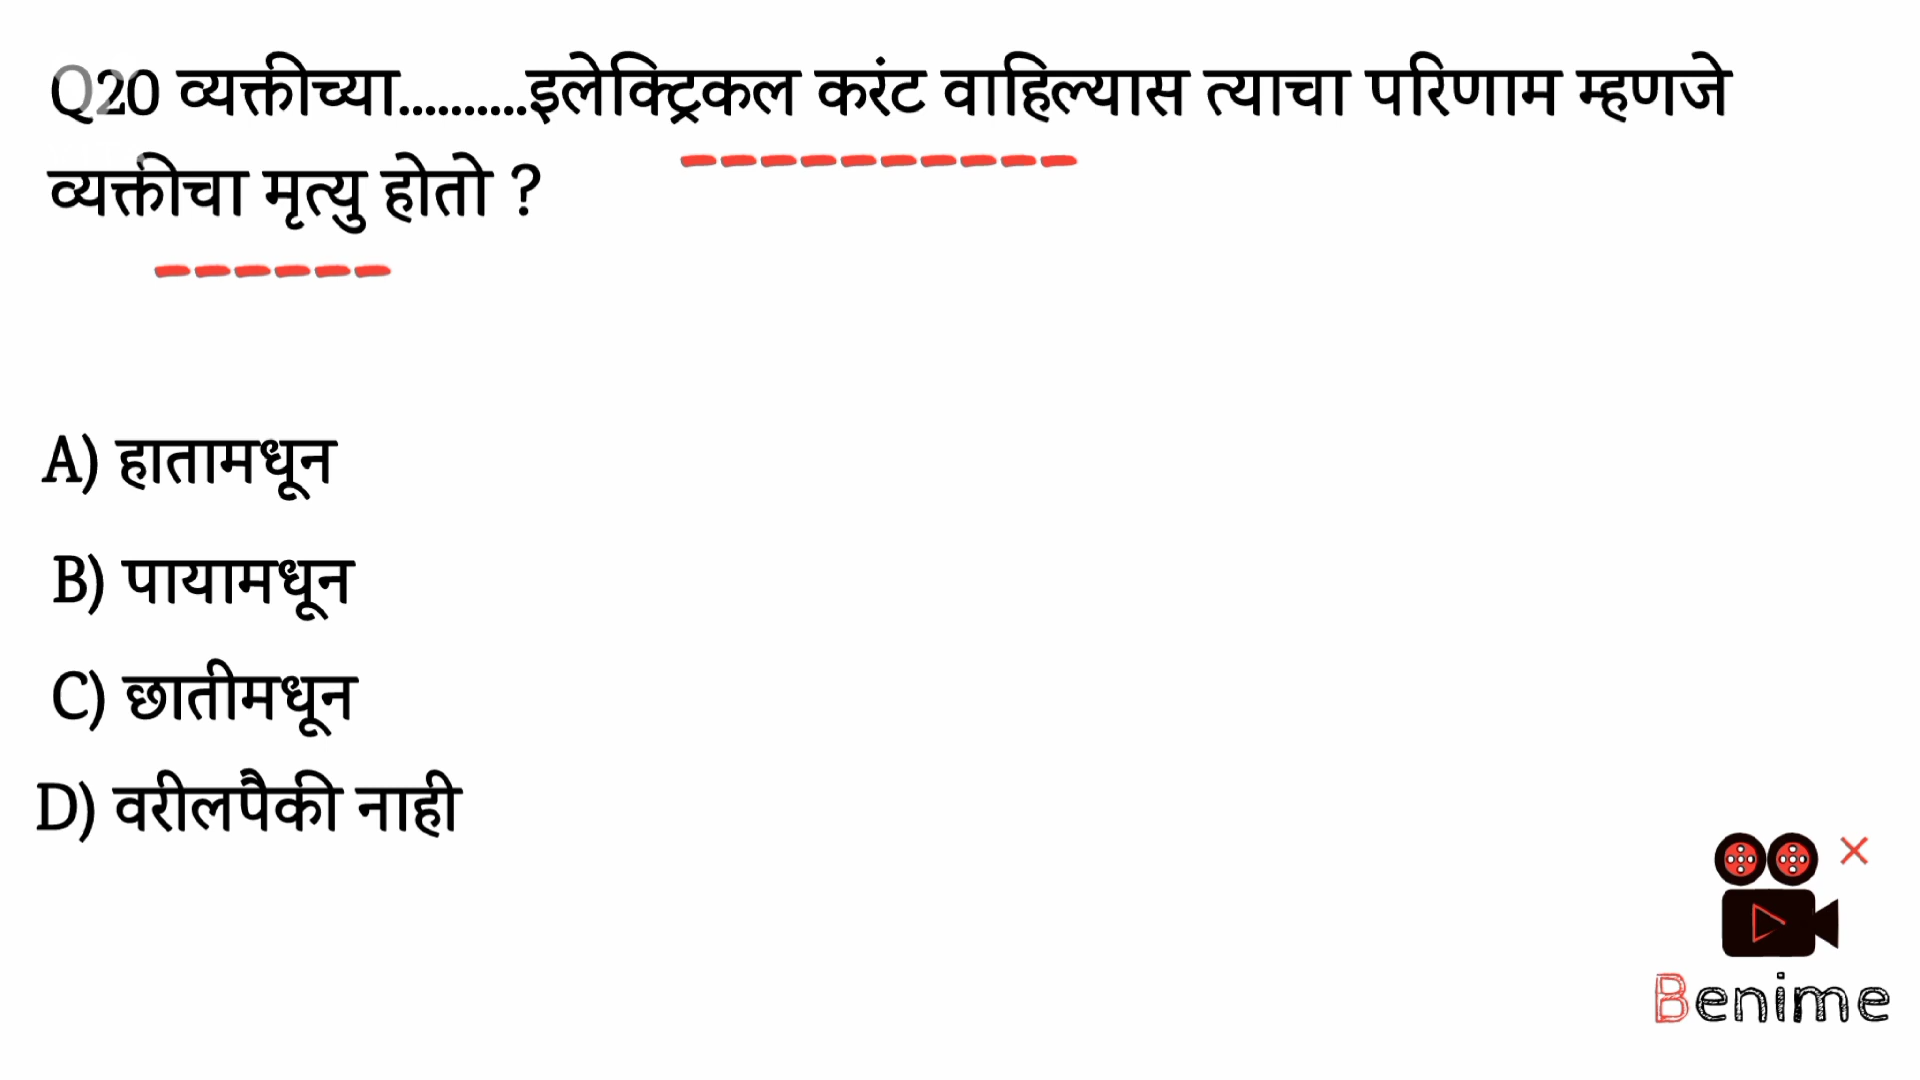 Q20 व्यक्तीच्या..........इलेक्ट्रिकल करंट वाहिल्यास त्याचा परिणाम म्हणजे
व्यक्तीचा मृत्यु होतो ?
A) हातामधून
B) पायामधून
C) छातीमधून
D) वरीलपैकी नाही
Benime